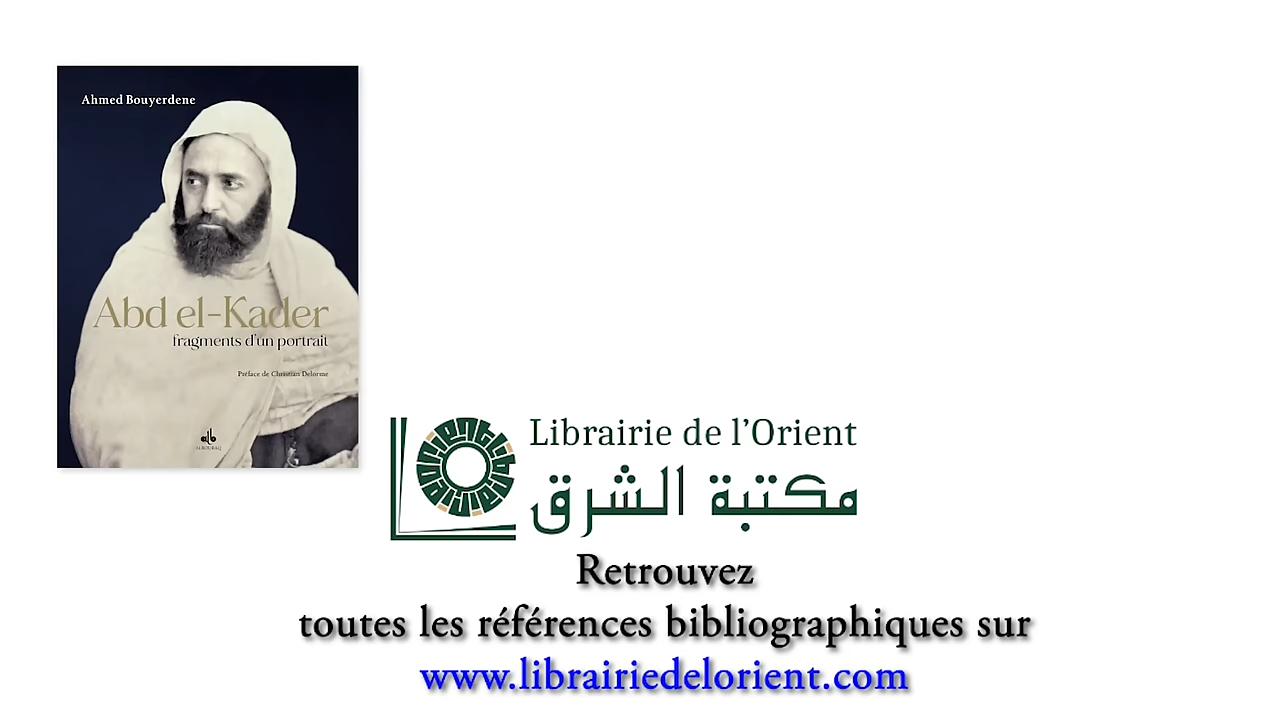 Ahmed Bouyerdene
Abd el-Kader
fragments d'un portrait
Préface de Christian Delorme
ALBOURAQ
Librairie de l'Orient
مكتبة الشرق
Retrouvez
toutes les références bibliographiques sur
www.librairiedelorient.com